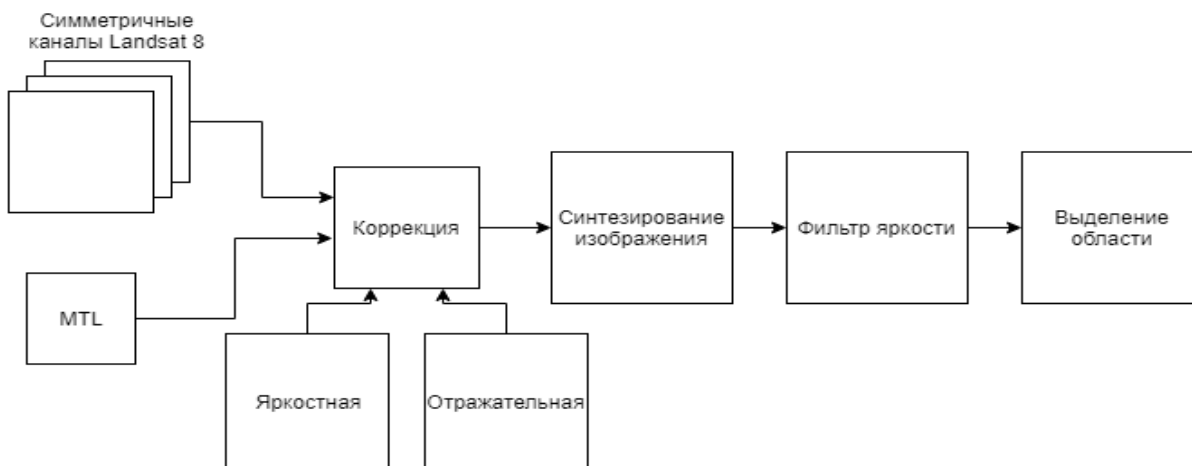 Симметричные
каналы Landsat 8
Коррекция
Синтезирование
изображения
Фильтр яркости
Выделение
области
MTL
Яркостная
Отражательная